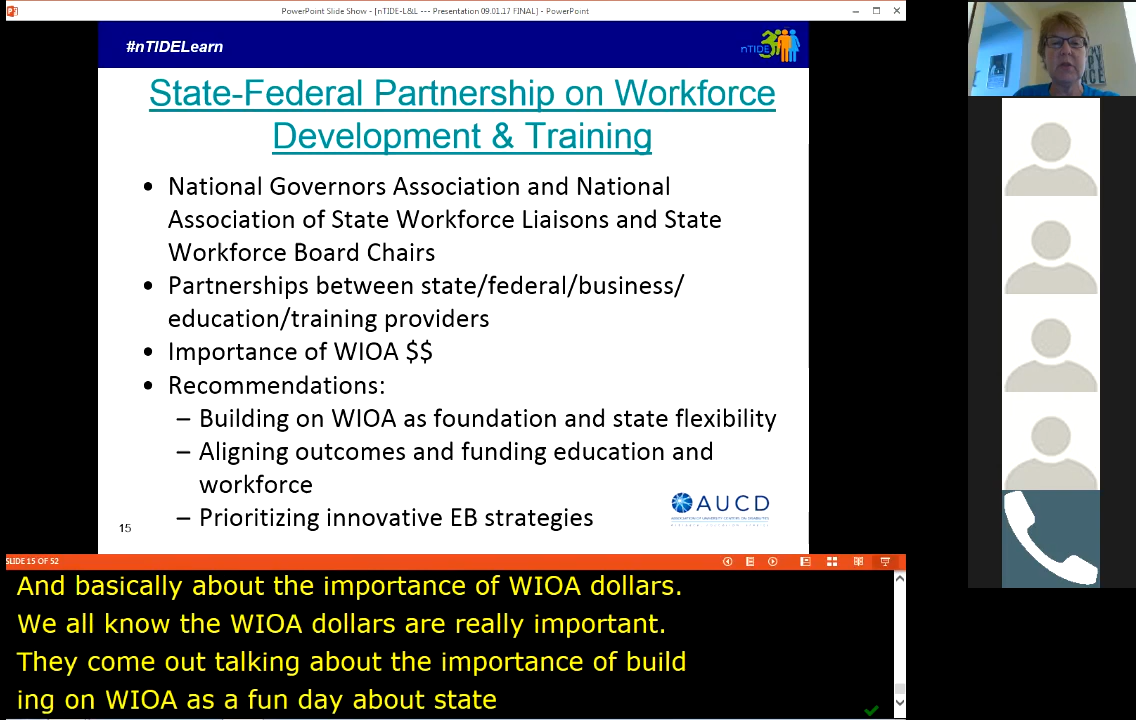 PowerPoint Slide Show - [nTIDE-L&L --- Presentation 09.01.17 FINAL] - PowerPoint
#nTIDELearn
nTIDE
State-Federal Partnership on Workforce
Development & Training
• National Governors Association and National
Association of State Workforce Liaisons and State
Workforce Board Chairs
• Partnerships between state/federal/business/
education/training providers
• Importance of WIOA $$
• Recommendations:
– Building on WIOA as foundation and state flexibility
– Aligning outcomes and funding education and
workforce
– Prioritizing innovative EB strategies
AUCD
15
SLIDE 15 OF 52
And basically about the importance of WIOA dollars.
We all know the WIOA dollars are really important.
They come out talking about the importance of build
ing on WIOA as a fun day about state